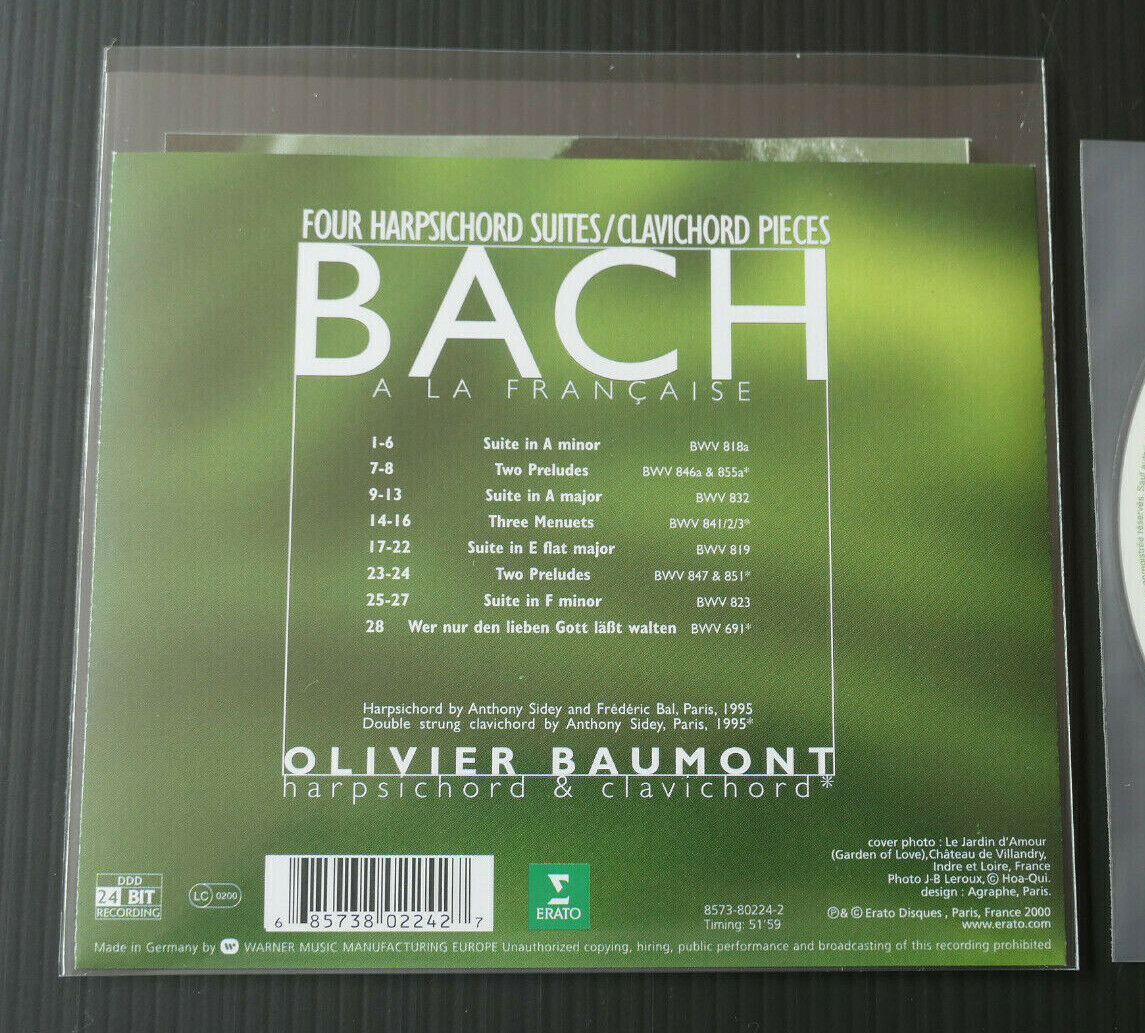 FOUR HARPSICHORD SUITES/CLAVICHORD PIECES
BACH
A LA FRANÇAISE
1-6 Suite in A minor BWV 818a
7-8 Two Preludes BWV 846a & 855a*
9-13 Suite in A major BWV 832
14-16 Three Menuets BWV 841/2/3*
17-22 Suite in E flat major BWV 819
23-24 Two Preludes BWV 847 & 851*
25-27 Suite in F minor BWV 823
28 Wer nur den lieben Gott läßt walten BWV 691*
Harpsichord by Anthony Sidey and Frédéric Bal, Paris, 1995
Double strung clavichord by Anthony Sidey, Paris, 1995*
OLIVIER BAUMONT
harpsichord & clavichord*
cover photo : Le Jardin d'Amour
(Garden of Love),Château de Villandry,
Indre et Loire, France
Photo J-B Leroux, © Hoa-Qui.
design : Agraphe, Paris.
DDD
24 BIT
RECORDING
LC 0200
6 85738 02242 7
ERATO
8573-80224-2
Timing: 51'59
℗& © Erato Disques , Paris, France 2000
www.erato.com
Made in Germany by WARNER MUSIC MANUFACTURING EUROPE Unauthorized copying, hiring, public performance and broadcasting of this recording prohibited